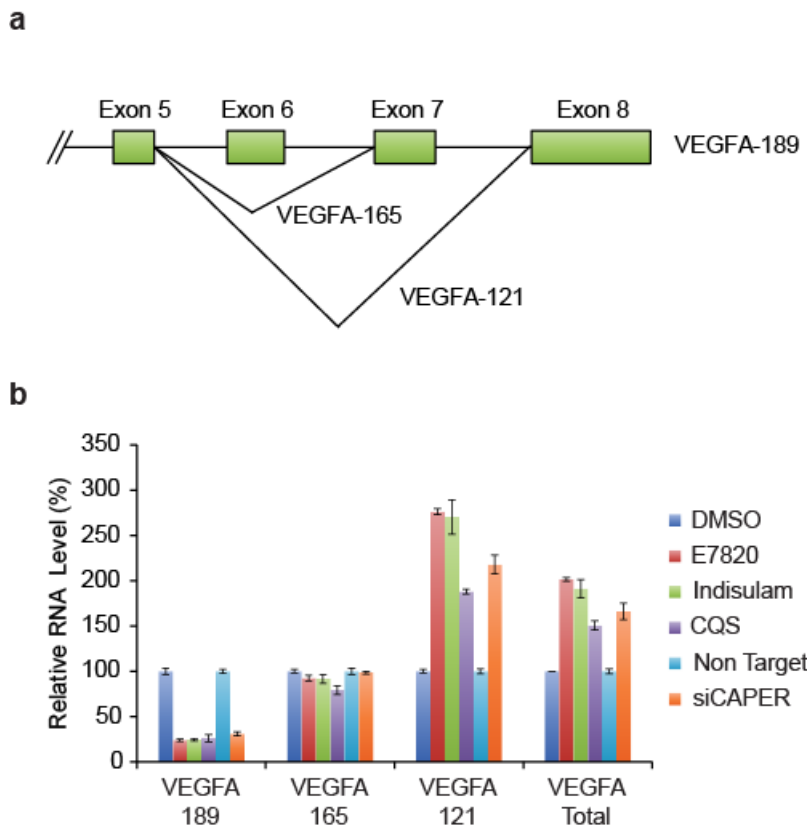 a
Exon 5 Exon 6 Exon 7 Exon 8
VEGFA-189
VEGFA-165
VEGFA-121
b
Relative RNA Level (%)
350
300
250
200
150
100
50
0
VEGFA
189
VEGFA
165
VEGFA
121
VEGFA
Total
DMSO
E7820
Indisulam
CQS
Non Target
siCAPER